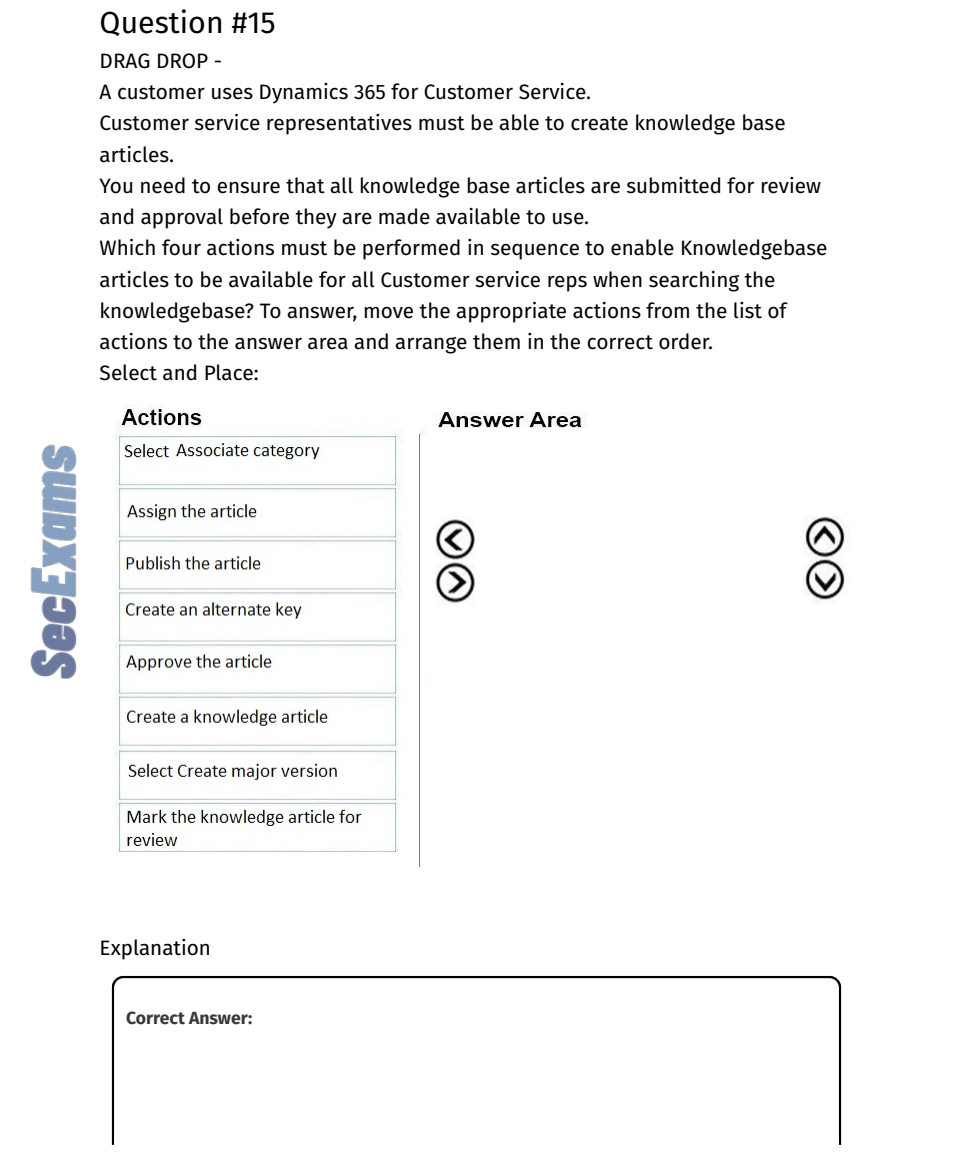 Question #15
DRAG DROP -
A customer uses Dynamics 365 for Customer Service.
Customer service representatives must be able to create knowledge base
articles.
You need to ensure that all knowledge base articles are submitted for review
and approval before they are made available to use.
Which four actions must be performed in sequence to enable Knowledgebase
articles to be available for all Customer service reps when searching the
knowledgebase? To answer, move the appropriate actions from the list of
actions to the answer area and arrange them in the correct order.
Select and Place:
Actions
Answer Area
Select Associate category
Assign the article
Publish the article
Create an alternate key
Approve the article
Create a knowledge article
Select Create major version
Mark the knowledge article for
review
SecExams
Explanation
Correct Answer: